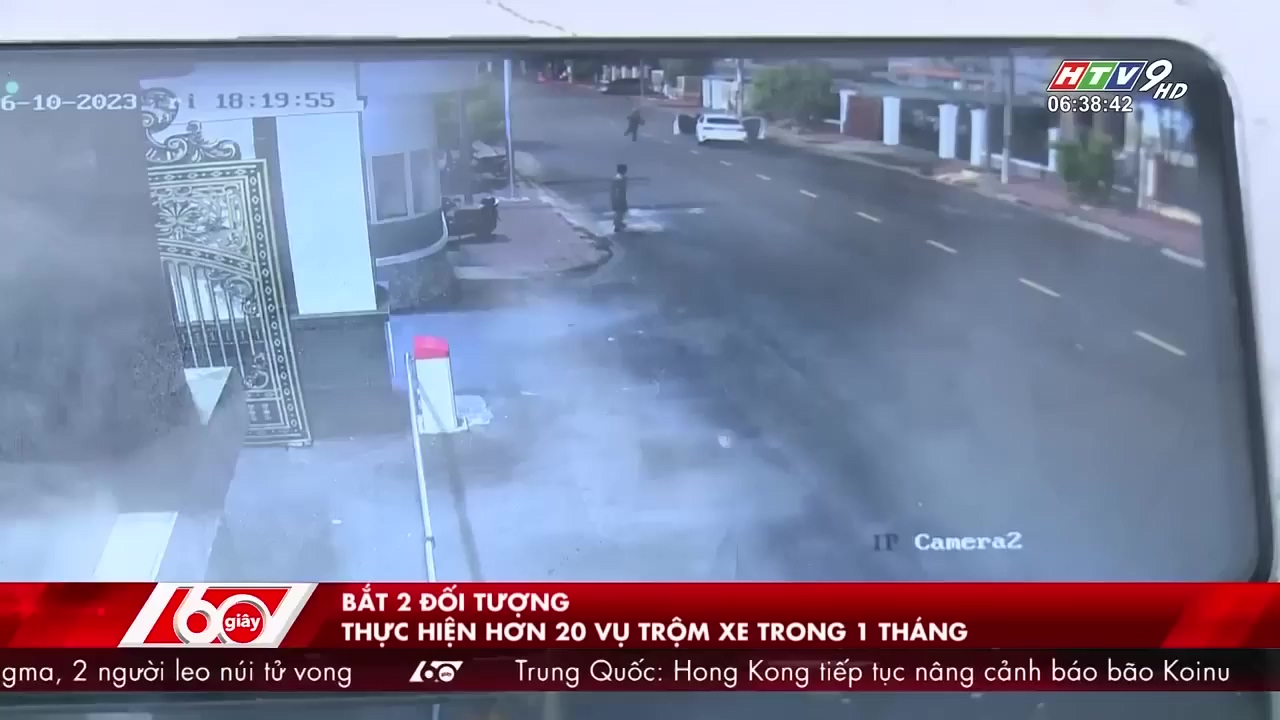 6-10-2023 Fri 18:19:55
HTV9 HD
06:38:42
IP Camera2
60 giây
BẮT 2 ĐỐI TƯỢNG
THỰC HIỆN HƠN 20 VỤ TRỘM XE TRONG 1 THÁNG
gma, 2 người leo núi tử vong 60 giây Trung Quốc: Hong Kong tiếp tục nâng cảnh báo bão Koinu